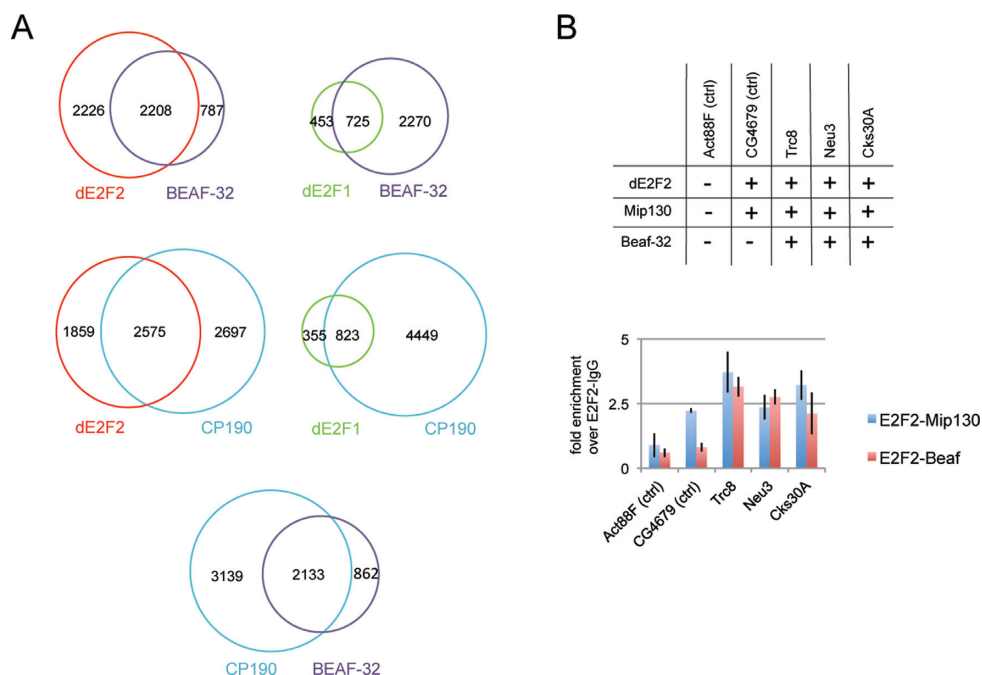 A
2226 2208 787
dE2F2 BEAF-32
453 725 2270
dE2F1 BEAF-32
1859 2575 2697
dE2F2 CP190
355 823 4449
dE2F1 CP190
3139 2133 862
CP190 BEAF-32
B
Act88F (ctrl) CG4679 (ctrl) Trc8 Neu3 Cks30A
dE2F2 - + + + +
Mip130 - + + + +
Beaf-32 - - + + +
fold enrichment
over E2F2-IgG
5
2.5
0
Act88F (ctrl) CG4679 (ctrl) Trc8 Neu3 Cks30A
E2F2-Mip130
E2F2-Beaf